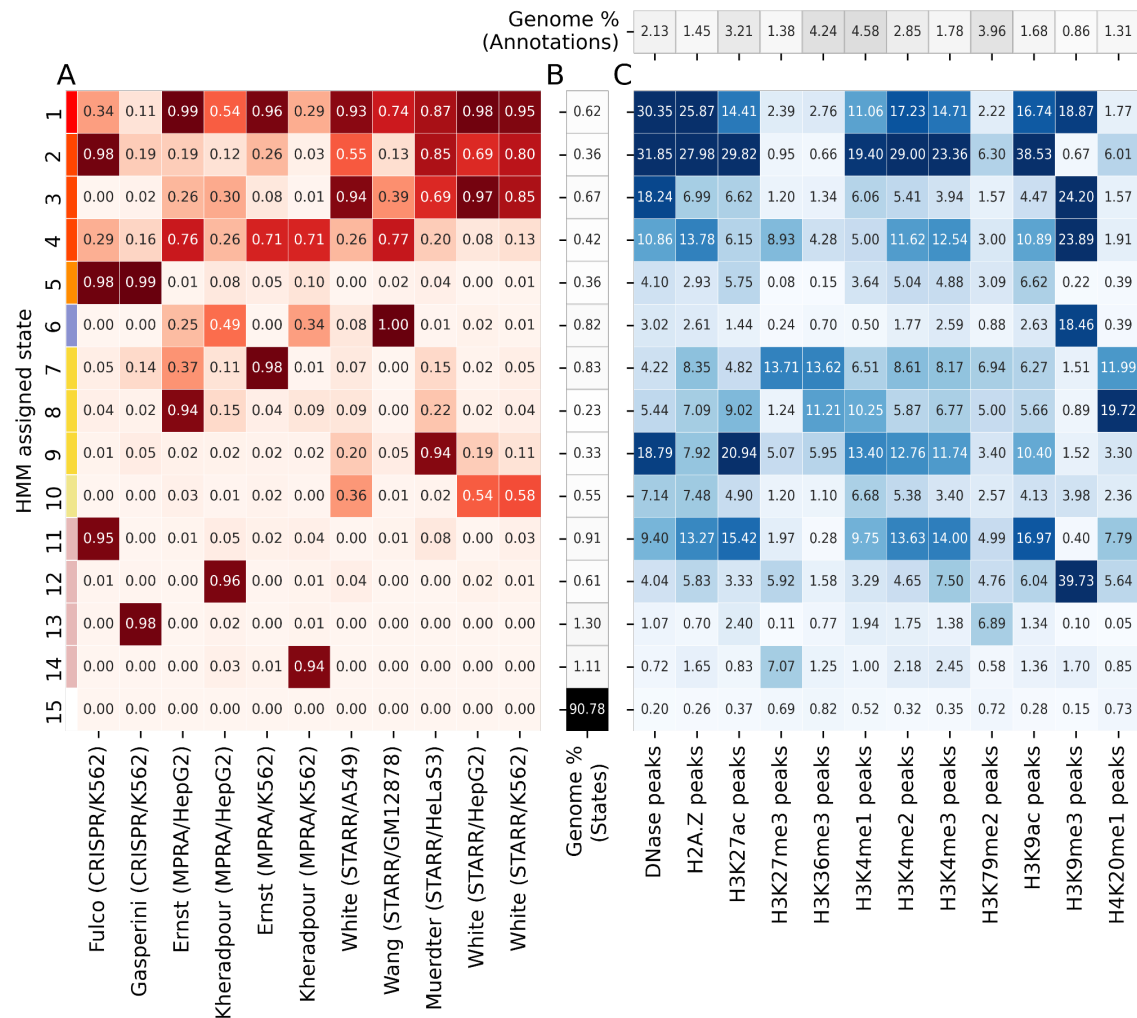 Genome %
(Annotations)
2.13 1.45 3.21 1.38 4.24 4.58 2.85 1.78 3.96 1.68 0.86 1.31
A B C
HMM assigned state
1 0.34 0.11 0.99 0.54 0.96 0.29 0.93 0.74 0.87 0.98 0.95 0.62 30.35 25.87 14.41 2.39 2.76 11.06 17.23 14.71 2.22 16.74 18.87 1.77
2 0.98 0.19 0.19 0.12 0.26 0.03 0.55 0.13 0.85 0.69 0.80 0.36 31.85 27.98 29.82 0.95 0.66 19.40 29.00 23.36 6.30 38.53 0.67 6.01
3 0.00 0.02 0.26 0.30 0.08 0.01 0.94 0.39 0.69 0.97 0.85 0.67 18.24 6.99 6.62 1.20 1.34 6.06 5.41 3.94 1.57 4.47 24.20 1.57
4 0.29 0.16 0.76 0.26 0.71 0.71 0.26 0.77 0.20 0.08 0.13 0.42 10.86 13.78 6.15 8.93 4.28 5.00 11.62 12.54 3.00 10.89 23.89 1.91
5 0.98 0.99 0.01 0.08 0.05 0.10 0.00 0.02 0.04 0.00 0.01 0.36 4.10 2.93 5.75 0.08 0.15 3.64 5.04 4.88 3.09 6.62 0.22 0.39
6 0.00 0.00 0.25 0.49 0.00 0.34 0.08 1.00 0.01 0.02 0.01 0.82 3.02 2.61 1.44 0.24 0.70 0.50 1.77 2.59 0.88 2.63 18.46 0.39
7 0.05 0.14 0.37 0.11 0.98 0.01 0.07 0.00 0.15 0.02 0.05 0.83 4.22 8.35 4.82 13.71 13.62 6.51 8.61 8.17 6.94 6.27 1.51 11.99
8 0.04 0.02 0.94 0.15 0.04 0.09 0.09 0.00 0.22 0.02 0.04 0.23 5.44 7.09 9.02 1.24 11.21 10.25 5.87 6.77 5.00 5.66 0.89 19.72
9 0.01 0.05 0.02 0.02 0.02 0.00 0.20 0.05 0.94 0.19 0.11 0.33 18.79 7.92 20.94 5.07 5.95 13.40 12.76 11.74 3.40 10.40 1.52 3.30
10 0.00 0.00 0.03 0.01 0.02 0.00 0.36 0.01 0.02 0.54 0.58 0.55 7.14 7.48 4.90 1.20 1.10 6.68 5.38 3.40 2.57 4.13 3.98 2.36
11 0.95 0.00 0.01 0.05 0.02 0.04 0.00 0.01 0.08 0.00 0.03 0.91 9.40 13.27 15.42 1.97 0.28 9.75 13.63 14.00 4.99 16.97 0.40 7.79
12 0.01 0.00 0.00 0.96 0.00 0.01 0.04 0.00 0.00 0.02 0.01 0.61 4.04 5.83 3.33 5.92 1.58 3.29 4.65 7.50 4.76 6.04 39.73 5.64
13 0.00 0.98 0.00 0.02 0.00 0.01 0.00 0.00 0.00 0.00 0.00 1.30 1.07 0.70 2.40 0.11 0.77 1.94 1.75 1.38 6.89 1.34 0.10 0.05
14 0.00 0.00 0.00 0.03 0.01 0.94 0.00 0.00 0.00 0.00 0.00 1.11 0.72 1.65 0.83 7.07 1.25 1.00 2.18 2.45 0.58 1.36 1.70 0.85
15 0.00 0.00 0.00 0.00 0.00 0.00 0.00 0.00 0.00 0.00 0.00 90.78 0.20 0.26 0.37 0.69 0.82 0.52 0.32 0.35 0.72 0.28 0.15 0.73
Fulco (CRISPR/K562)
Gasperini (CRISPR/K562)
Ernst (MPRA/HepG2)
Kheradpour (MPRA/HepG2)
Ernst (MPRA/K562)
Kheradpour (MPRA/K562)
White (STARR/A549)
Wang (STARR/GM12878)
Muerdter (STARR/HeLaS3)
White (STARR/HepG2)
White (STARR/K562)
Genome %
(States)
DNase peaks
H2A.Z peaks
H3K27ac peaks
H3K27me3 peaks
H3K36me3 peaks
H3K4me1 peaks
H3K4me2 peaks
H3K4me3 peaks
H3K79me2 peaks
H3K9ac peaks
H3K9me3 peaks
H4K20me1 peaks